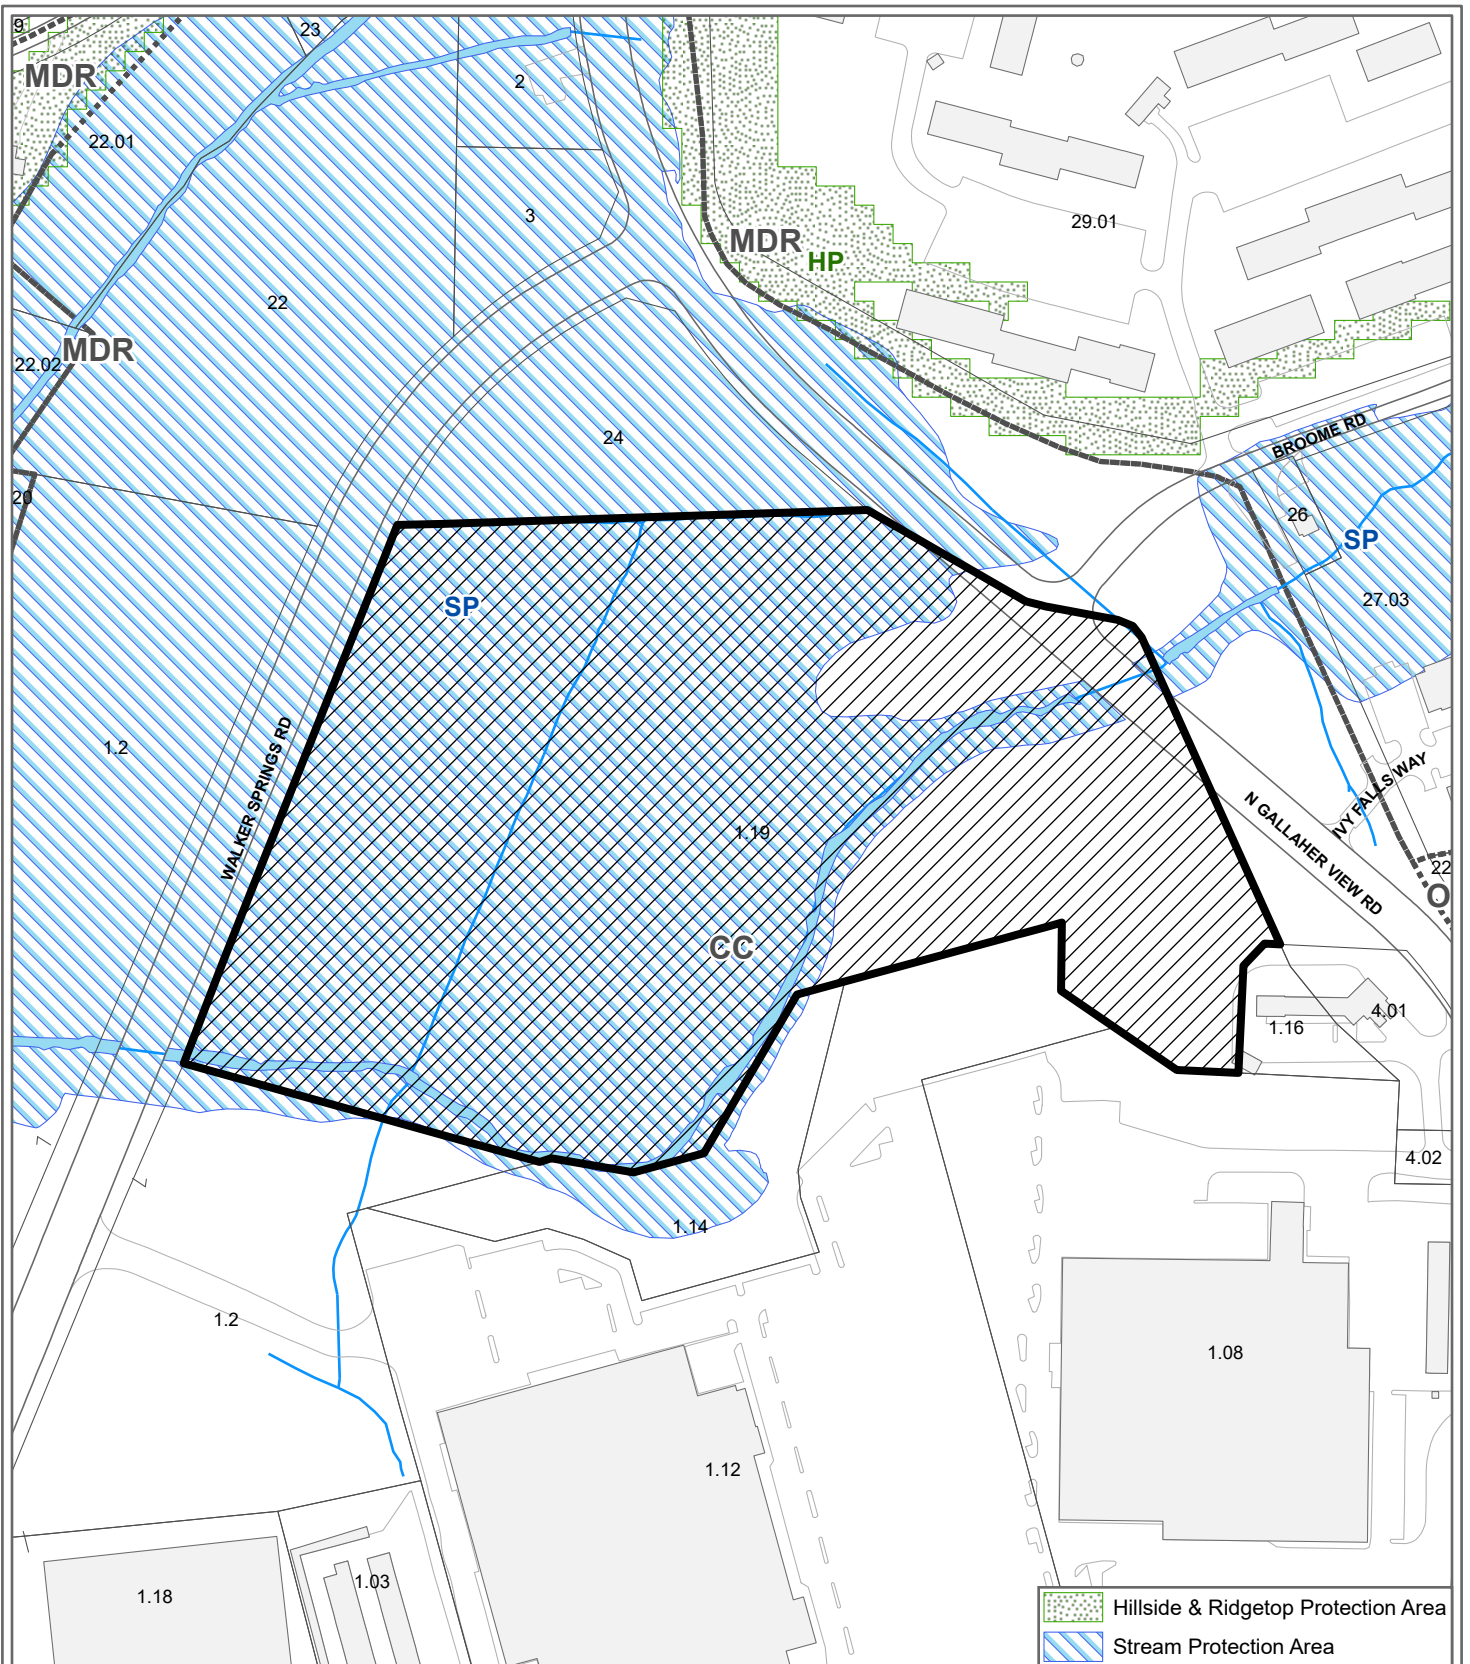 9
23
MDR
2
22.01
3
29.01
MDR
HP
22
MDR
22.02
24
BROOME RD
20
26
SP
SP
27.03
1.2
WALKER SPRINGS RD
IVY FALLS WAY
N GALLAHER VIEW RD
1.19
22
O
CC
4.01
1.16
4.02
1.14
1.2
1.08
1.12
1.03
1.18
Hillside & Ridgetop Protection Area
Stream Protection Area